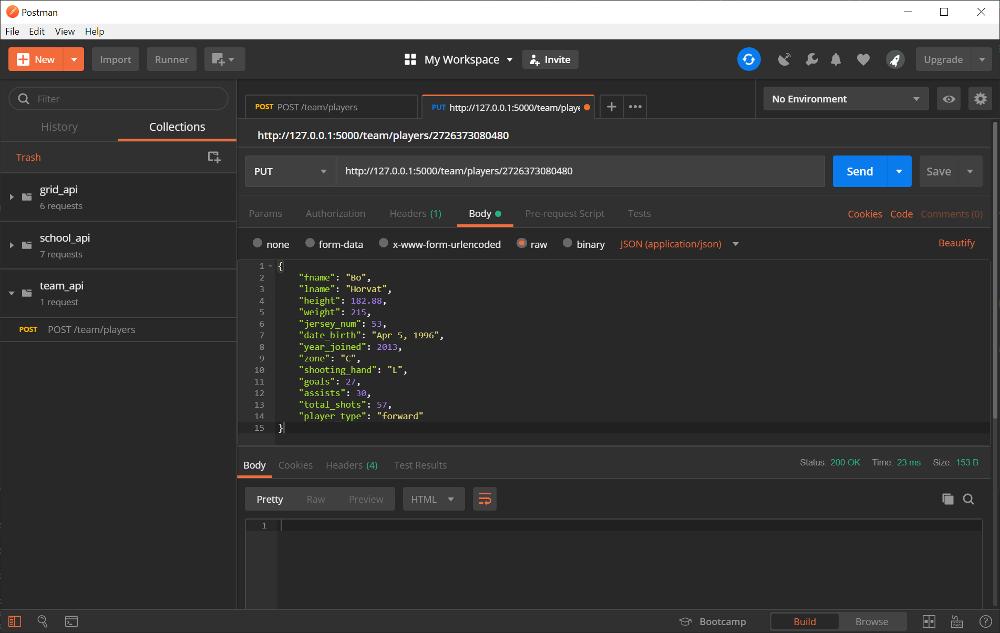 Postman
File Edit View Help
New Import Runner My Workspace Invite Upgrade
Filter
History Collections
Trash
grid_api
6 requests
school_api
7 requests
team_api
1 request
POST POST /team/players
POST POST /team/players PUT http://127.0.0.1:5000/team/playe No Environment
http://127.0.0.1:5000/team/players/2726373080480
PUT http://127.0.0.1:5000/team/players/2726373080480 Send Save
Params Authorization Headers (1) Body Pre-request Script Tests Cookies Code Comments (0)
none form-data x-www-form-urlencoded raw binary JSON (application/json) Beautify
1 {
2 "fname": "Bo",
3 "lname": "Horvat",
4 "height": 182.88,
5 "weight": 215,
6 "jersey_num": 53,
7 "date_birth": "Apr 5, 1996",
8 "year_joined": 2013,
9 "zone": "C",
10 "shooting_hand": "L",
11 "goals": 27,
12 "assists": 30,
13 "total_shots": 57,
14 "player_type": "forward"
15 }
Body Cookies Headers (4) Test Results Status: 200 OK Time: 23 ms Size: 153 B
Pretty Raw Preview HTML
1
Bootcamp Build Browse